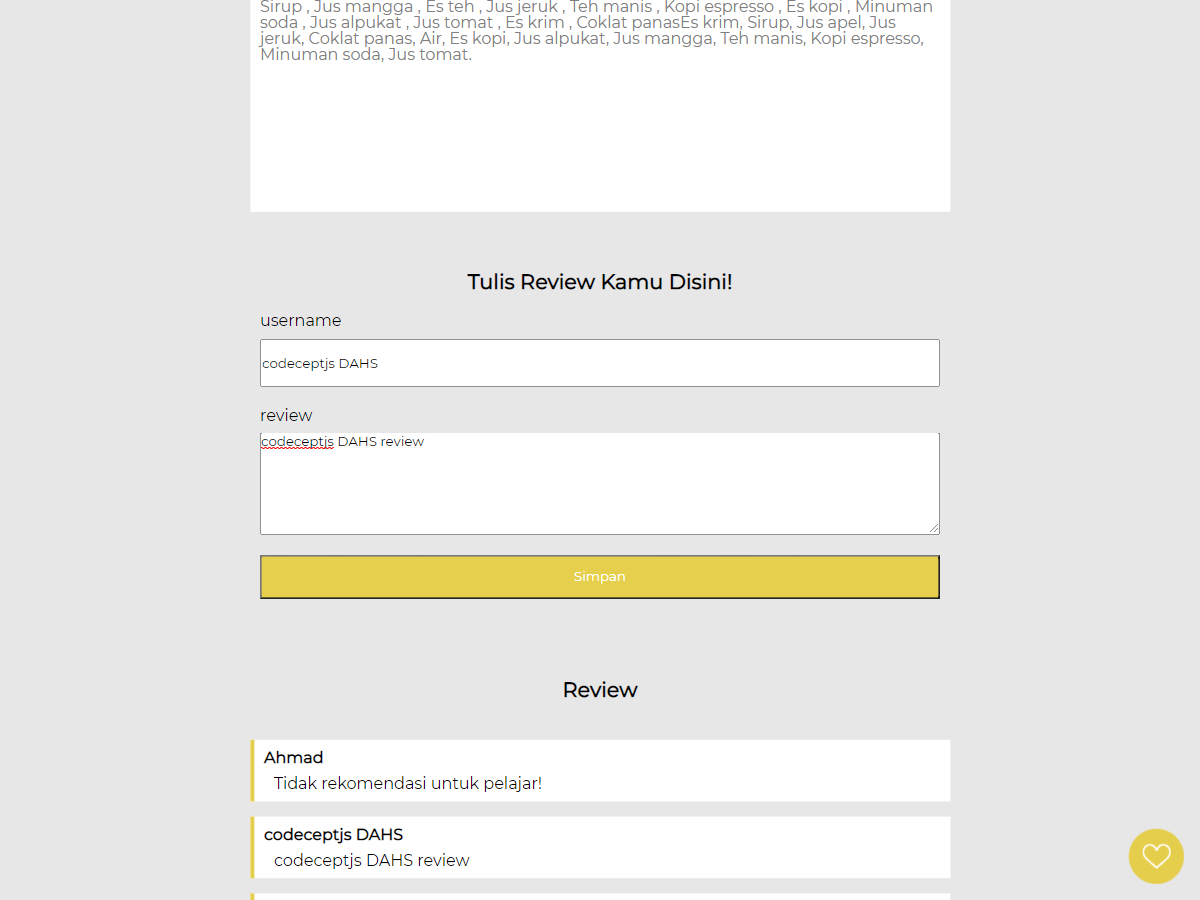 Sirup , Jus mangga , Es teh , Jus jeruk , Teh manis , Kopi espresso , Es kopi , Minuman
soda , Jus alpukat , Jus tomat , Es krim , Coklat panasEs krim, Sirup, Jus apel, Jus
jeruk, Coklat panas, Air, Es kopi, Jus alpukat, Jus mangga, Teh manis, Kopi espresso,
Minuman soda, Jus tomat.
Tulis Review Kamu Disini!
username
codeceptjs DAHS
review
codeceptjs DAHS review
Simpan
Review
Ahmad
Tidak rekomendasi untuk pelajar!
codeceptjs DAHS
codeceptjs DAHS review